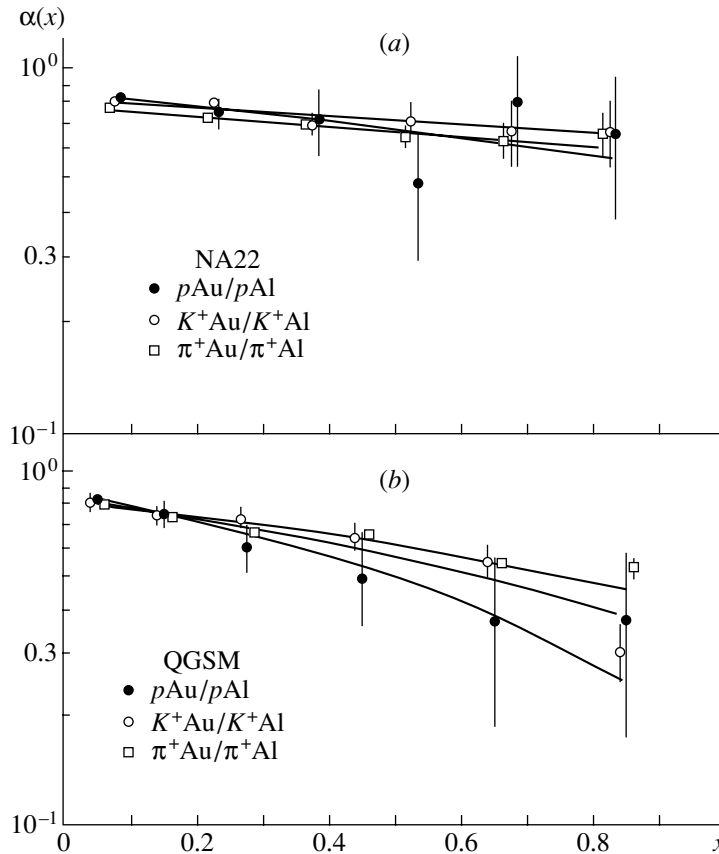 α(x)
(a)
10⁰
0.3
NA22
pAu/pAl
K⁺Au/K⁺Al
π⁺Au/π⁺Al
10⁻¹
10⁰
(b)
0.3
QGSM
pAu/pAl
K⁺Au/K⁺Al
π⁺Au/π⁺Al
10⁻¹
0 0.2 0.4 0.6 0.8 x